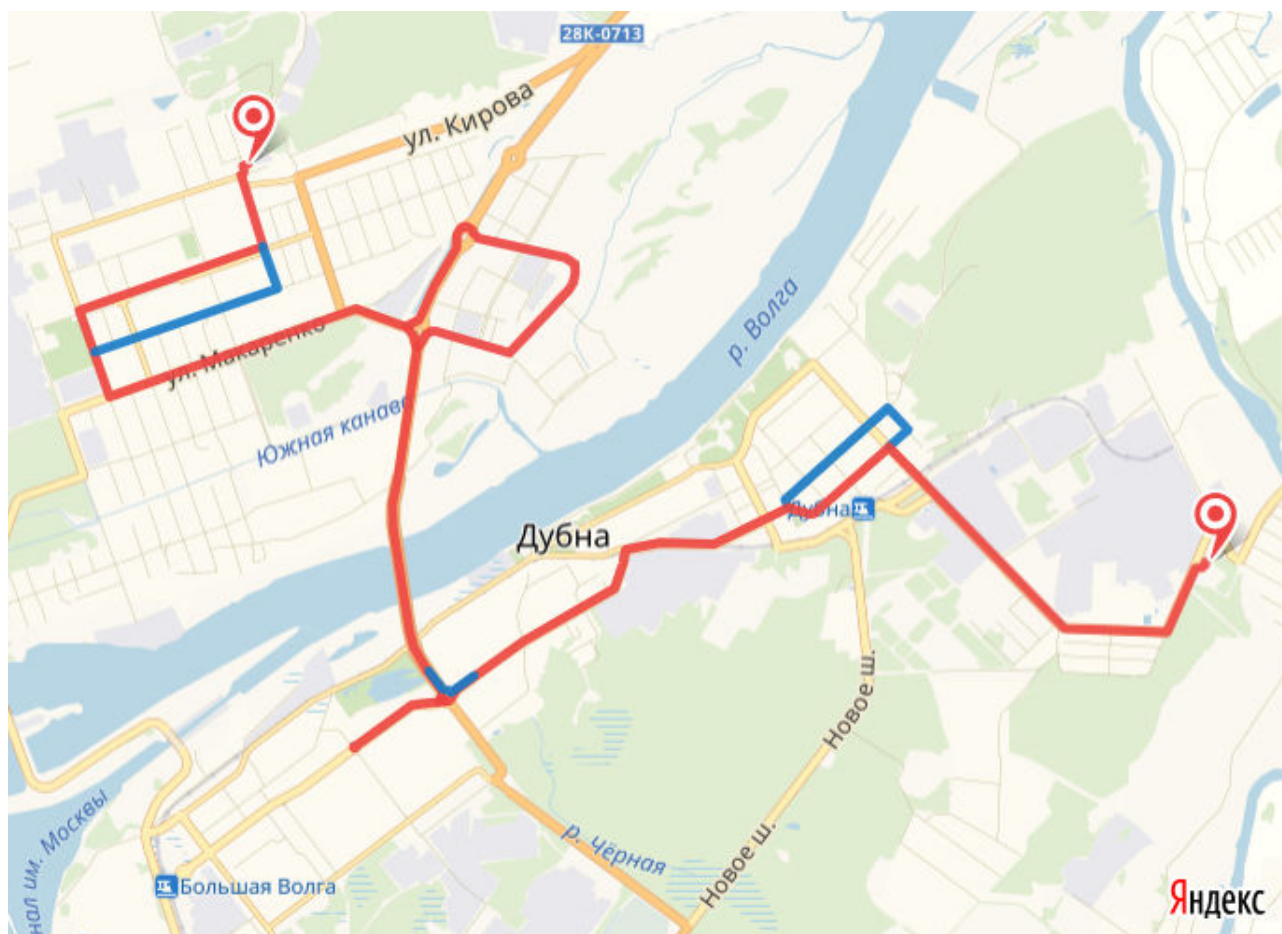 28К-0713
ул. Кирова
р. Волга
ул. Макаренко
Южная канава
Дубна
Дубна
Новое ш.
нал им. Москвы
р. Чёрная
Новое ш.
Большая Волга
Яндекс